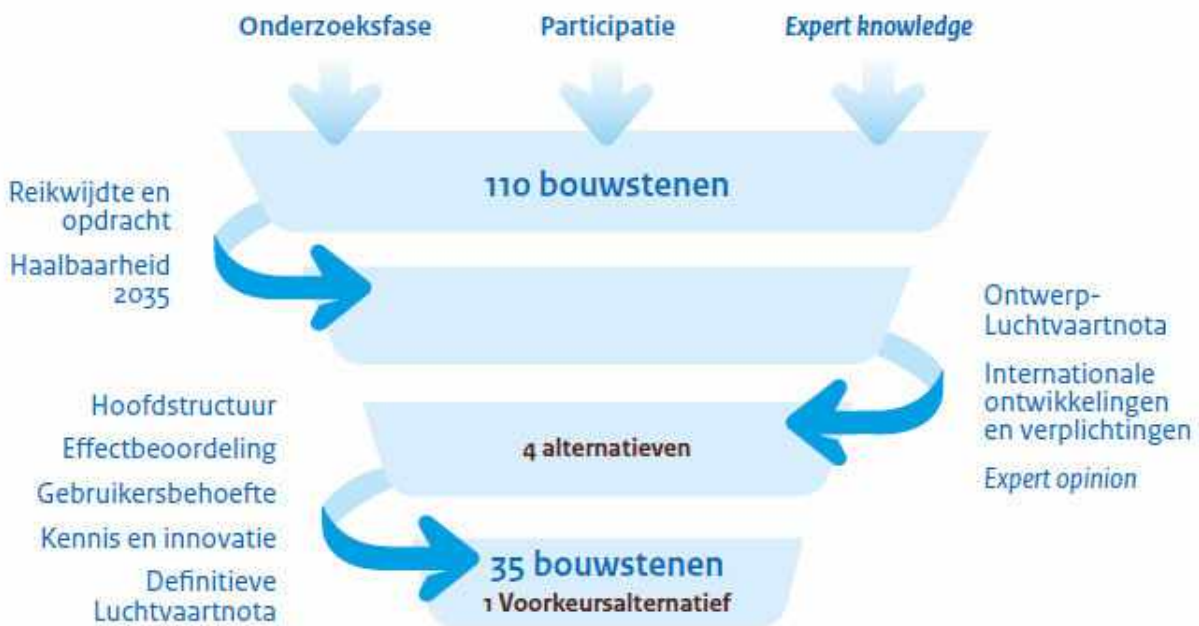 Onderzoeksfase
Participatie
Expert knowledge
110 bouwstenen
Reikwijdte en
opdracht
Haalbaarheid
2035
Ontwerp-
Luchtvaartnota
Internationale
ontwikkelingen
en verplichtingen
Expert opinion
4 alternatieven
Hoofdstructuur
Effectbeoordeling
Gebruikersbehoefte
Kennis en innovatie
Definitieve
Luchtvaartnota
35 bouwstenen
1 Voorkeursalternatief